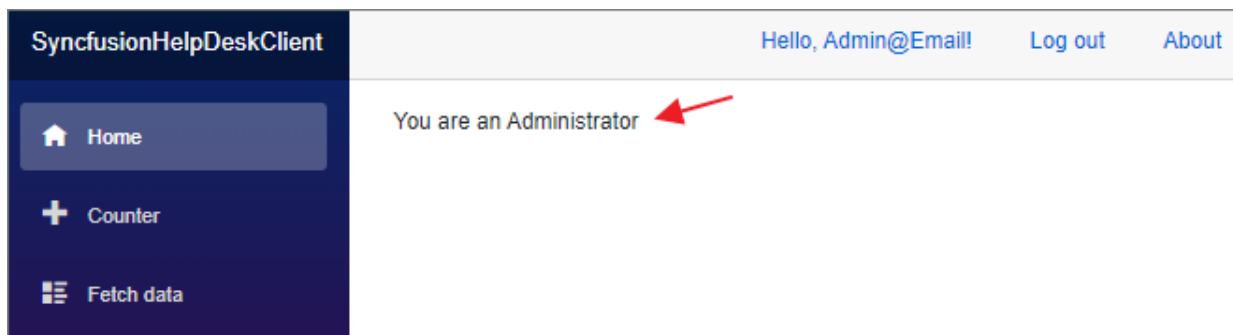 SyncfusionHelpDeskClient
Hello, Admin@Email!
Log out
About
Home
Counter
Fetch data
You are an Administrator